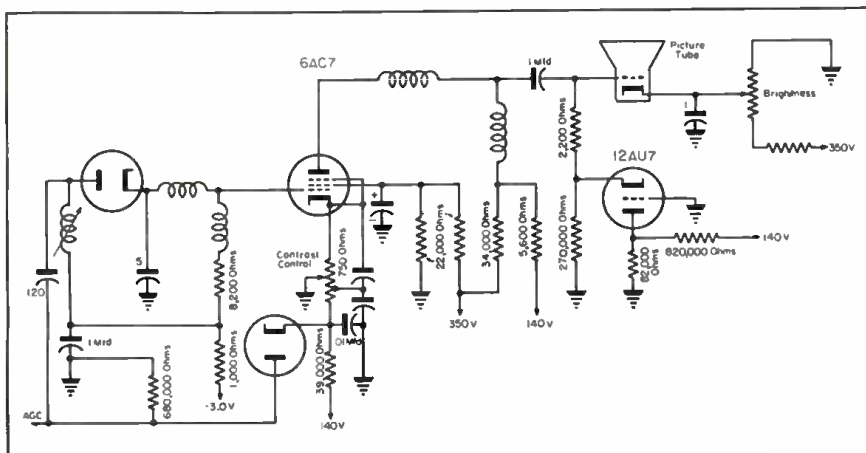 6AC7
1 Mfd
Picture
Tube
Brightness
350V
2,200 Ohms
12AU7
270,000 Ohms
82,000
Ohms
820,000 Ohms
140V
22,000 Ohms
34,000 Ohms
5,600 Ohms
350 V
140 V
Contrast
Control
750 Ohms
.01 Mfd
39,000 Ohms
140V
5
8,200 Ohms
1,000 Ohms
-3.0V
120
.1 Mfd
680,000 Ohms
AGC